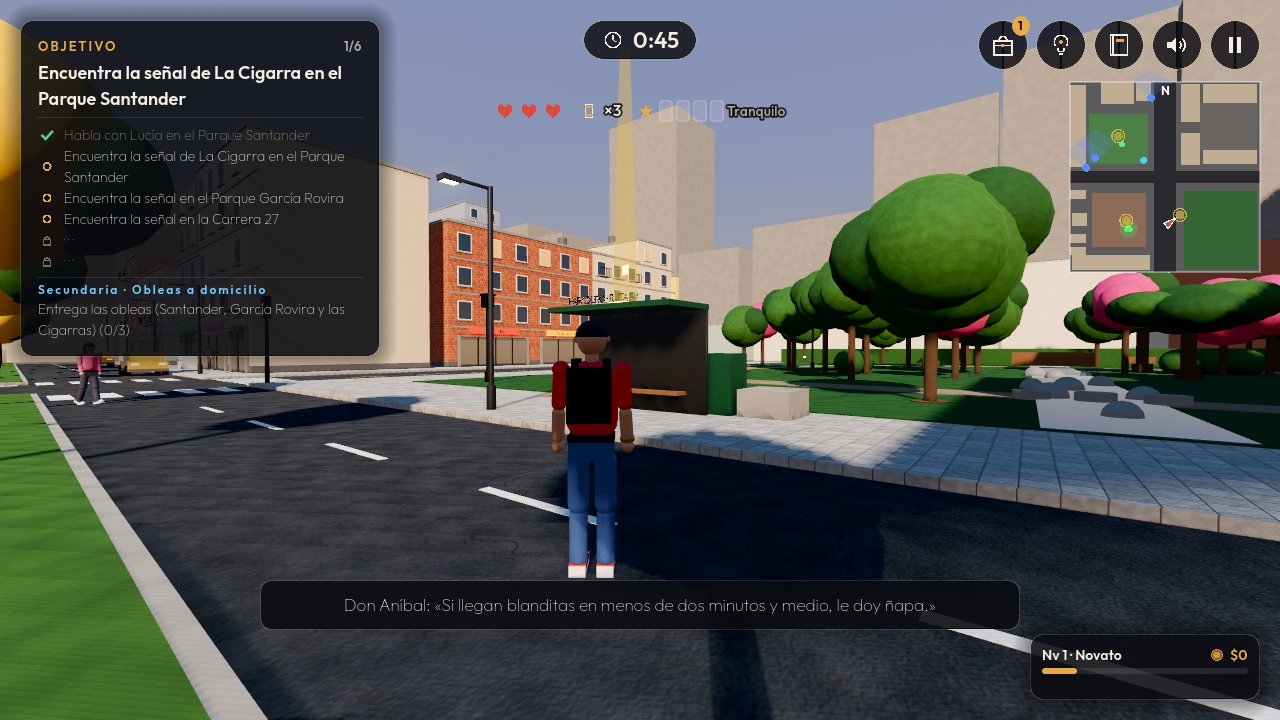 OBJETIVO 1/6
Encuentra la señal de La Cigarra en el
Parque Santander
Habla con Lucía en el Parque Santander
Encuentra la señal de La Cigarra en el Parque
Santander
Encuentra la señal en el Parque García Rovira
Encuentra la señal en la Carrera 27
...
...
Secundaria · Obleas a domicilio
Entrega las obleas (Santander, García Rovira y las
Cigarras) (0/3)
0:45
×3
Tranquilo
1
N
Don Aníbal: «Si llegan blanditas en menos de dos minutos y medio, le doy ñapa.»
Nv 1 · Novato $0